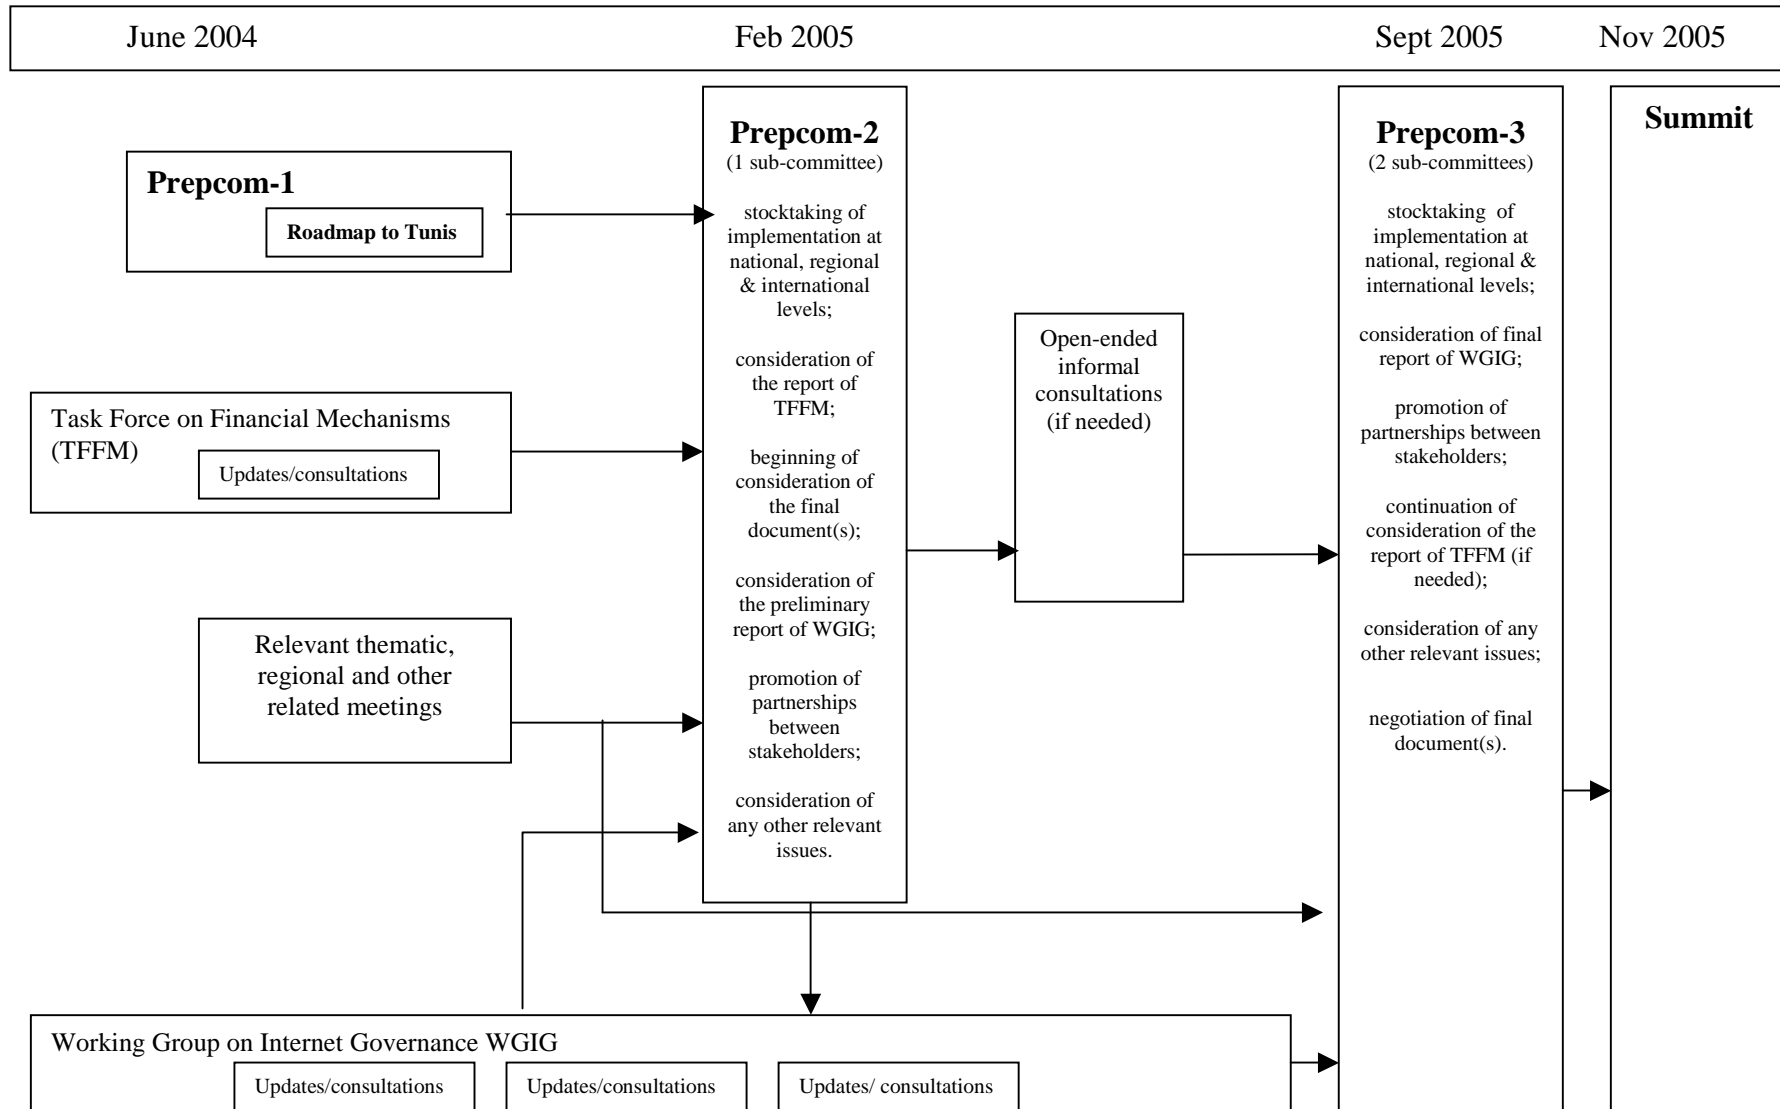 June 2004 Feb 2005 Sept 2005 Nov 2005
Prepcom-1
Roadmap to Tunis
Task Force on Financial Mechanisms
(TFFM)
Updates/consultations
Relevant thematic,
regional and other
related meetings
Prepcom-2
(1 sub-committee)
stocktaking of
implementation at
national, regional
& international
levels;
consideration of
the report of
TFFM;
beginning of
consideration of
the final
document(s);
consideration of
the preliminary
report of WGIG;
promotion of
partnerships
between
stakeholders;
consideration of
any other relevant
issues.
Open-ended
informal
consultations
(if needed)
Prepcom-3
(2 sub-committees)
stocktaking of
implementation at
national, regional &
international levels;
consideration of final
report of WGIG;
promotion of
partnerships between
stakeholders;
continuation of
consideration of the
report of TFFM (if
needed);
consideration of any
other relevant issues;
negotiation of final
document(s).
Summit
Working Group on Internet Governance WGIG
Updates/consultations
Updates/consultations
Updates/ consultations